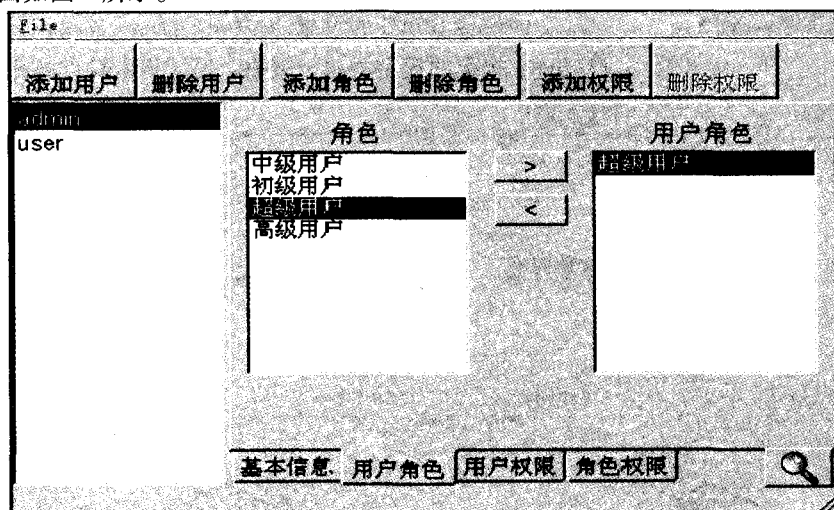 File
添加用户 删除用户 添加角色 删除角色 添加权限 删除权限
admin
user
角色
中级用户
初级用户
超级用户
高级用户
>
<
用户角色
超级用户
基本信息 用户角色 用户权限 角色权限